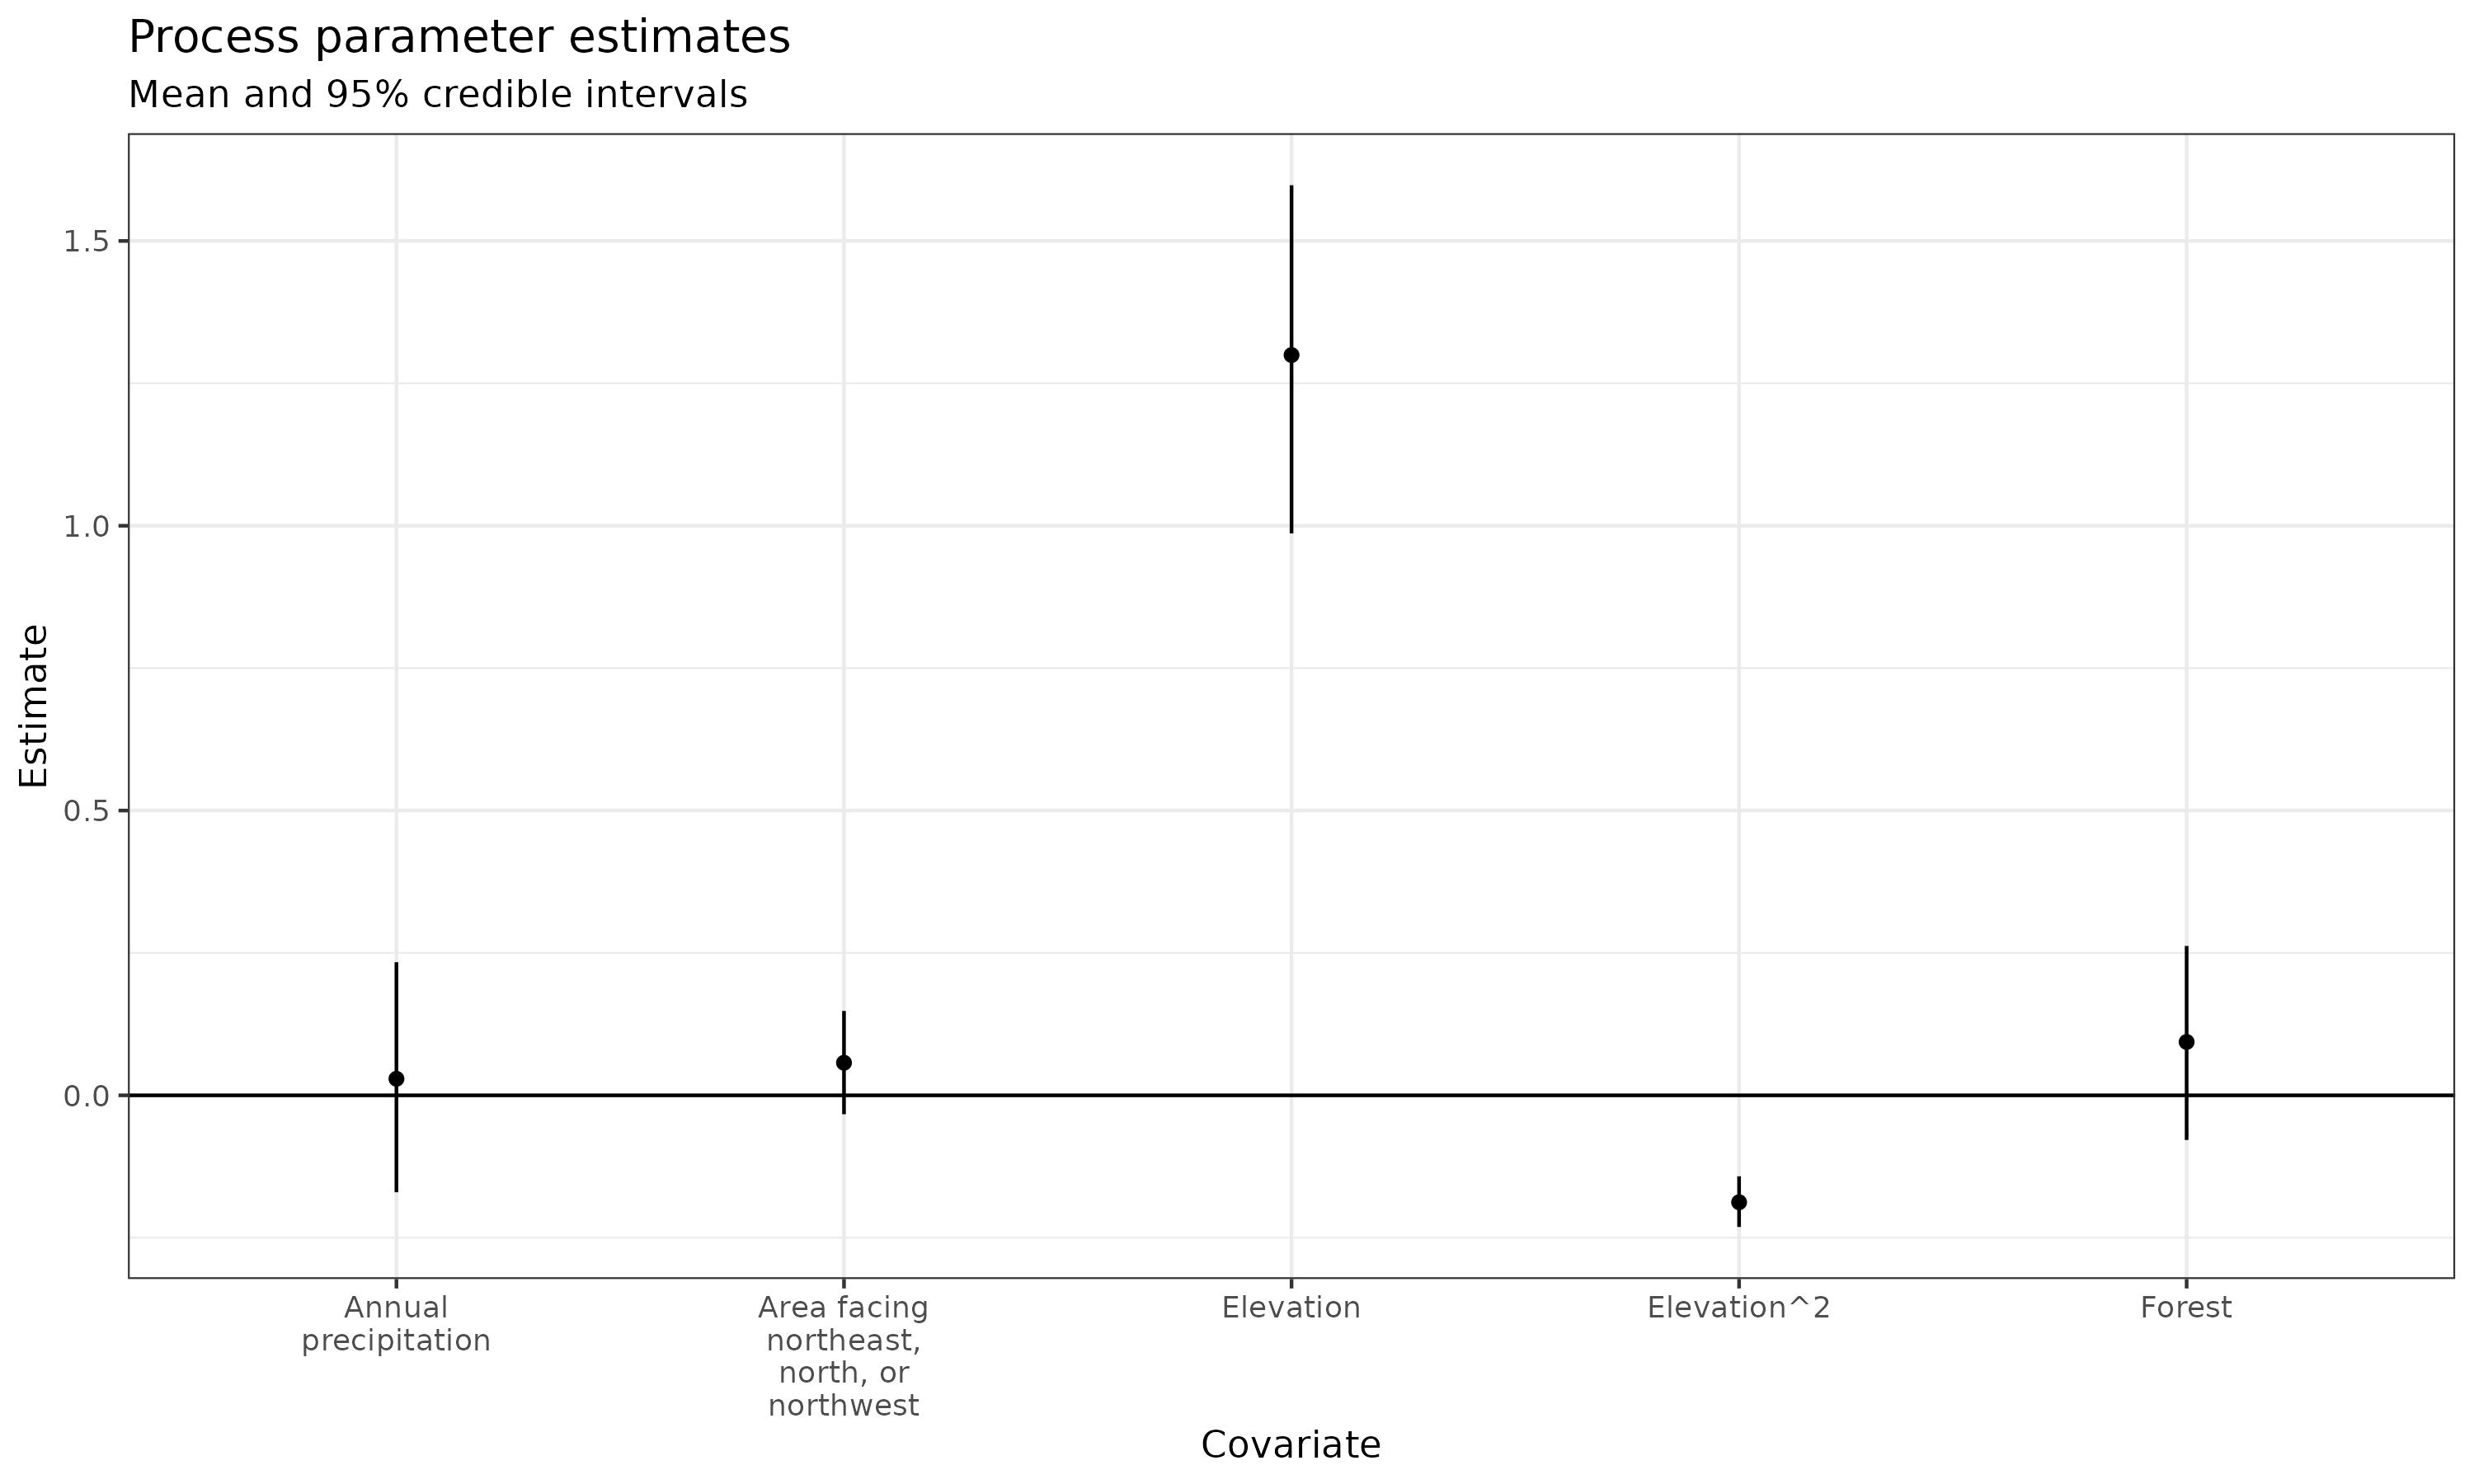 Process parameter estimates
Mean and 95% credible intervals
Estimate
1.5
1.0
0.5
0.0
Annual
precipitation
Area facing
northeast,
north, or
northwest
Elevation
Elevation^2
Forest
Covariate